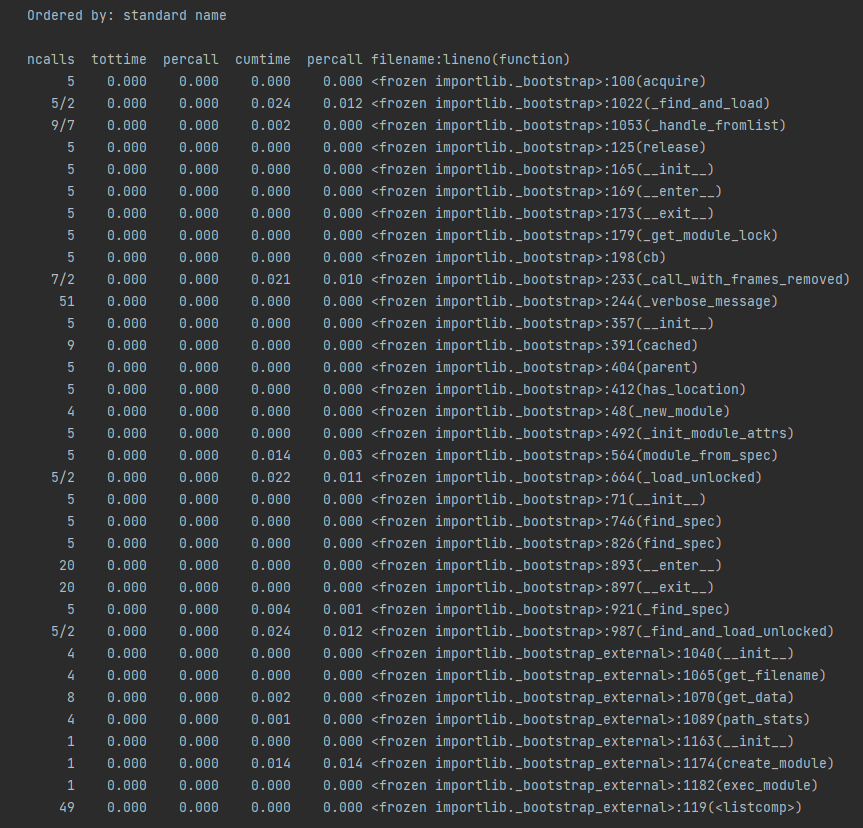 Ordered by: standard name
ncalls  tottime  percall  cumtime  percall filename:lineno(function)
5    0.000    0.000    0.000    0.000 <frozen importlib._bootstrap>:100(acquire)
5/2    0.000    0.000    0.024    0.012 <frozen importlib._bootstrap>:1022(_find_and_load)
9/7    0.000    0.000    0.002    0.000 <frozen importlib._bootstrap>:1053(_handle_fromlist)
5    0.000    0.000    0.000    0.000 <frozen importlib._bootstrap>:125(release)
5    0.000    0.000    0.000    0.000 <frozen importlib._bootstrap>:165(__init__)
5    0.000    0.000    0.000    0.000 <frozen importlib._bootstrap>:169(__enter__)
5    0.000    0.000    0.000    0.000 <frozen importlib._bootstrap>:173(__exit__)
5    0.000    0.000    0.000    0.000 <frozen importlib._bootstrap>:179(_get_module_lock)
5    0.000    0.000    0.000    0.000 <frozen importlib._bootstrap>:198(cb)
7/2    0.000    0.000    0.021    0.010 <frozen importlib._bootstrap>:233(_call_with_frames_removed)
51    0.000    0.000    0.000    0.000 <frozen importlib._bootstrap>:244(_verbose_message)
5    0.000    0.000    0.000    0.000 <frozen importlib._bootstrap>:357(__init__)
9    0.000    0.000    0.000    0.000 <frozen importlib._bootstrap>:391(cached)
5    0.000    0.000    0.000    0.000 <frozen importlib._bootstrap>:404(parent)
5    0.000    0.000    0.000    0.000 <frozen importlib._bootstrap>:412(has_location)
4    0.000    0.000    0.000    0.000 <frozen importlib._bootstrap>:48(_new_module)
5    0.000    0.000    0.000    0.000 <frozen importlib._bootstrap>:492(_init_module_attrs)
5    0.000    0.000    0.014    0.003 <frozen importlib._bootstrap>:564(module_from_spec)
5/2    0.000    0.000    0.022    0.011 <frozen importlib._bootstrap>:664(_load_unlocked)
5    0.000    0.000    0.000    0.000 <frozen importlib._bootstrap>:71(__init__)
5    0.000    0.000    0.000    0.000 <frozen importlib._bootstrap>:746(find_spec)
5    0.000    0.000    0.000    0.000 <frozen importlib._bootstrap>:826(find_spec)
20    0.000    0.000    0.000    0.000 <frozen importlib._bootstrap>:893(__enter__)
20    0.000    0.000    0.000    0.000 <frozen importlib._bootstrap>:897(__exit__)
5    0.000    0.000    0.004    0.001 <frozen importlib._bootstrap>:921(_find_spec)
5/2    0.000    0.000    0.024    0.012 <frozen importlib._bootstrap>:987(_find_and_load_unlocked)
4    0.000    0.000    0.000    0.000 <frozen importlib._bootstrap_external>:1040(__init__)
4    0.000    0.000    0.000    0.000 <frozen importlib._bootstrap_external>:1065(get_filename)
8    0.000    0.000    0.002    0.000 <frozen importlib._bootstrap_external>:1070(get_data)
4    0.000    0.000    0.001    0.000 <frozen importlib._bootstrap_external>:1089(path_stats)
1    0.000    0.000    0.000    0.000 <frozen importlib._bootstrap_external>:1163(__init__)
1    0.000    0.000    0.014    0.014 <frozen importlib._bootstrap_external>:1174(create_module)
1    0.000    0.000    0.000    0.000 <frozen importlib._bootstrap_external>:1182(exec_module)
49    0.000    0.000    0.000    0.000 <frozen importlib._bootstrap_external>:119(<listcomp>)